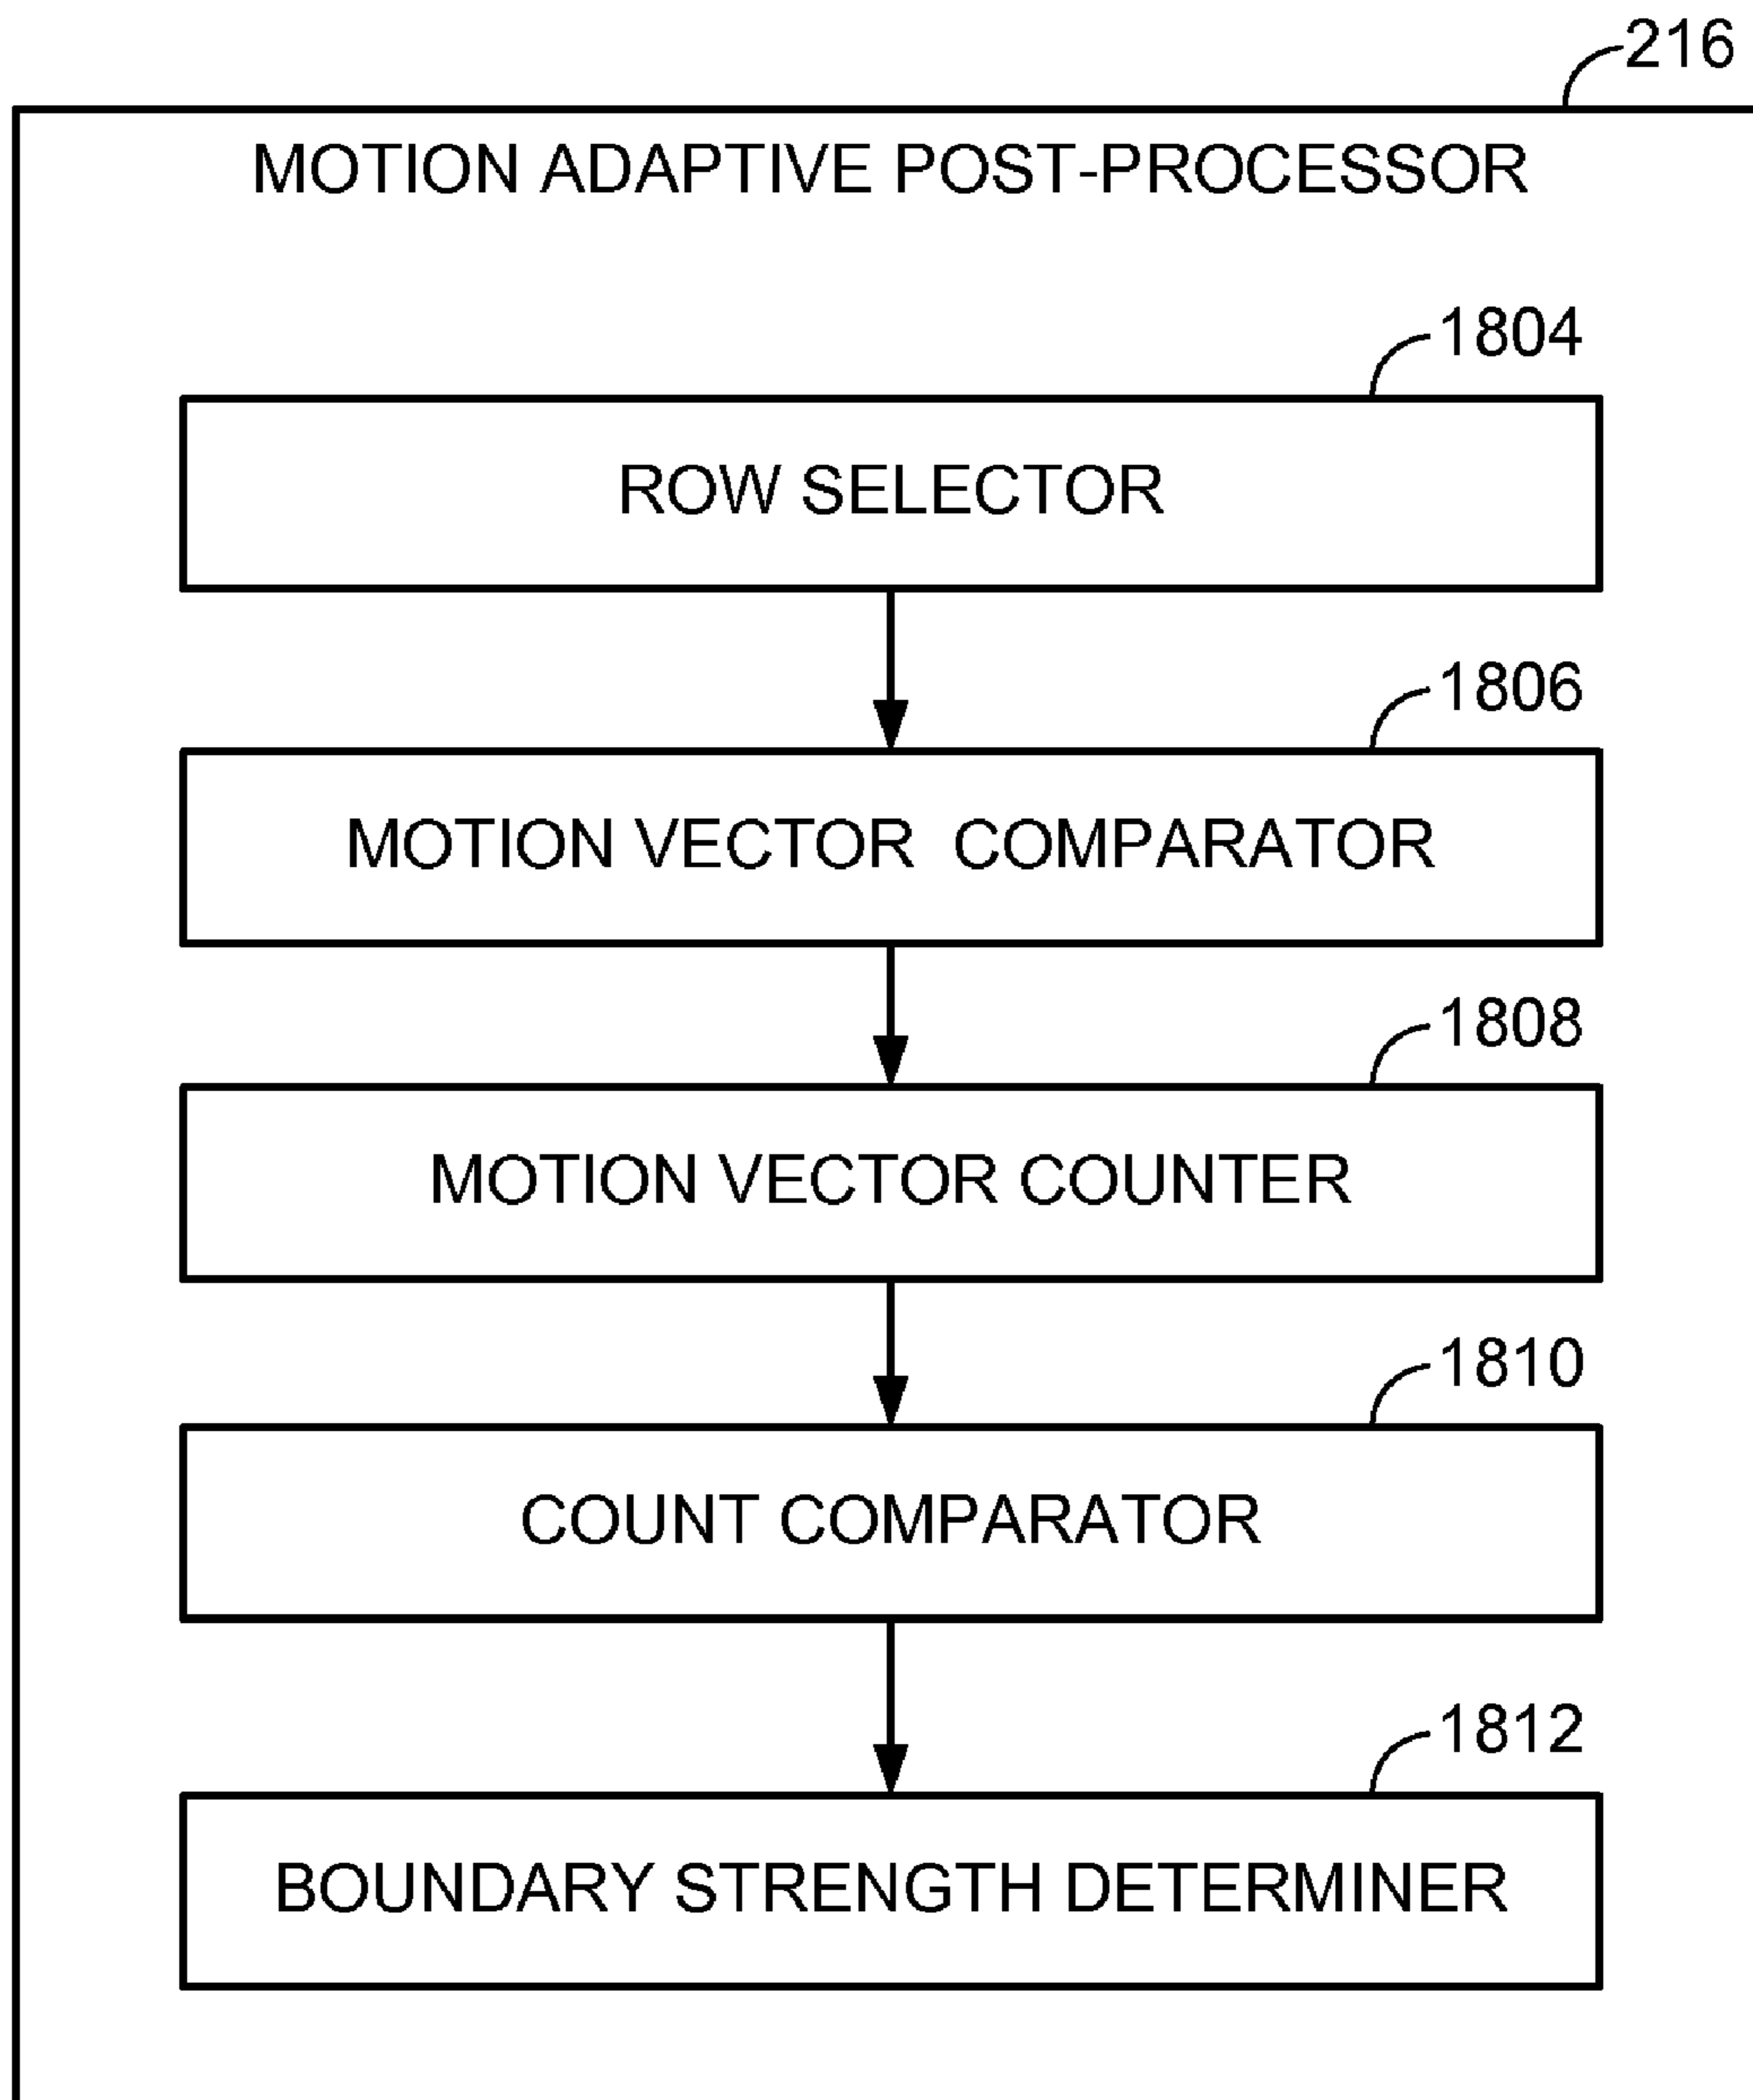 216
MOTION ADAPTIVE POST-PROCESSOR
1804
ROW SELECTOR
1806
MOTION VECTOR COMPARATOR
1808
MOTION VECTOR COUNTER
1810
COUNT COMPARATOR
1812
BOUNDARY STRENGTH DETERMINER